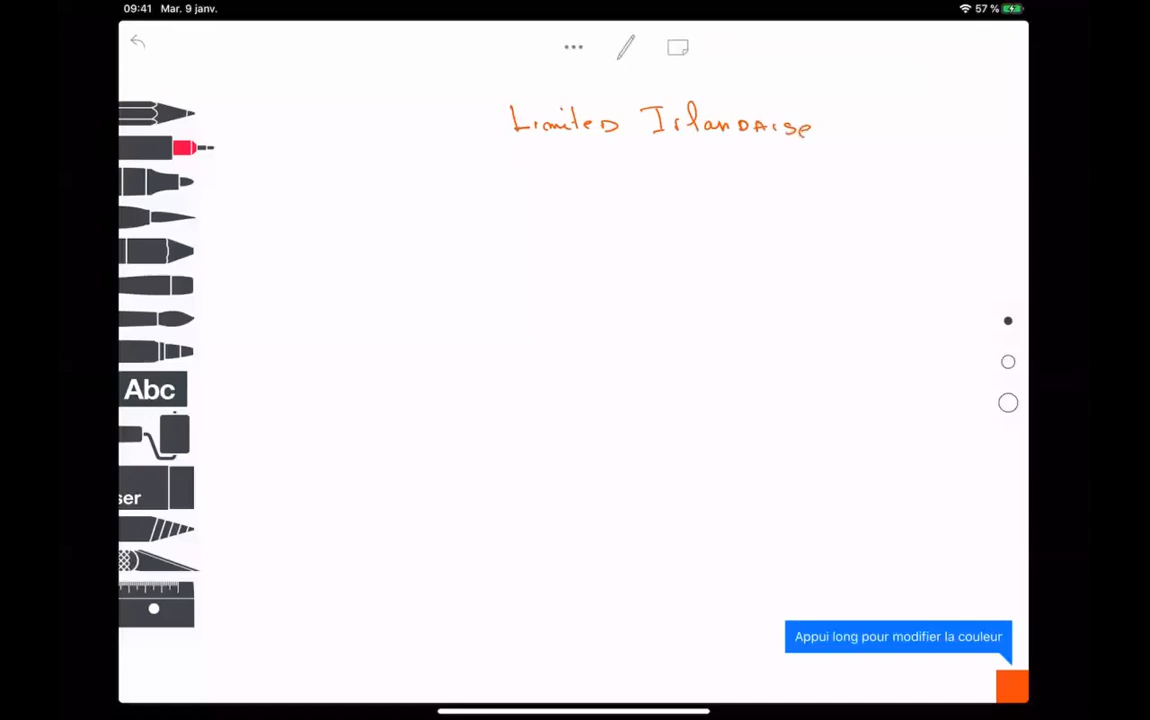 09:41 Mar. 9 janv. 57 %
Limited Irlandaise
Abc
ser
Appui long pour modifier la couleur